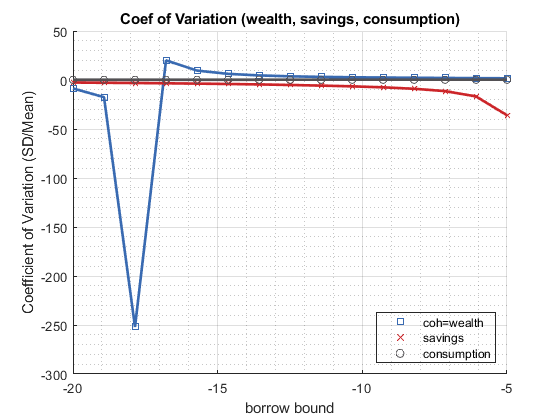 Coef of Variation (wealth, savings, consumption)
50
0
-50
-100
-150
-200
-250
-300
Coefficient of Variation (SD/Mean)
coh=wealth
savings
consumption
-20
-15
-10
-5
borrow bound